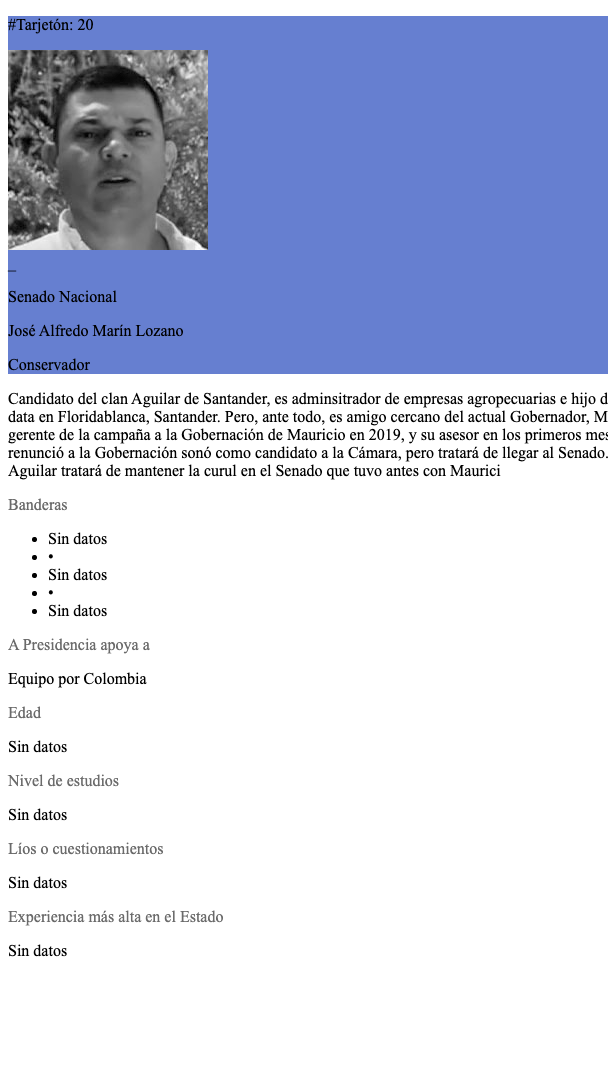 #Tarjetón: 20
_
Senado Nacional
José Alfredo Marín Lozano
Conservador
Candidato del clan Aguilar de Santander, es adminsitrador de empresas agropecuarias e hijo d
data en Floridablanca, Santander. Pero, ante todo, es amigo cercano del actual Gobernador, M
gerente de la campaña a la Gobernación de Mauricio en 2019, y su asesor en los primeros mes
renunció a la Gobernación sonó como candidato a la Cámara, pero tratará de llegar al Senado.
Aguilar tratará de mantener la curul en el Senado que tuvo antes con Maurici
Banderas
• Sin datos
• •
• Sin datos
• •
• Sin datos
A Presidencia apoya a
Equipo por Colombia
Edad
Sin datos
Nivel de estudios
Sin datos
Líos o cuestionamientos
Sin datos
Experiencia más alta en el Estado
Sin datos